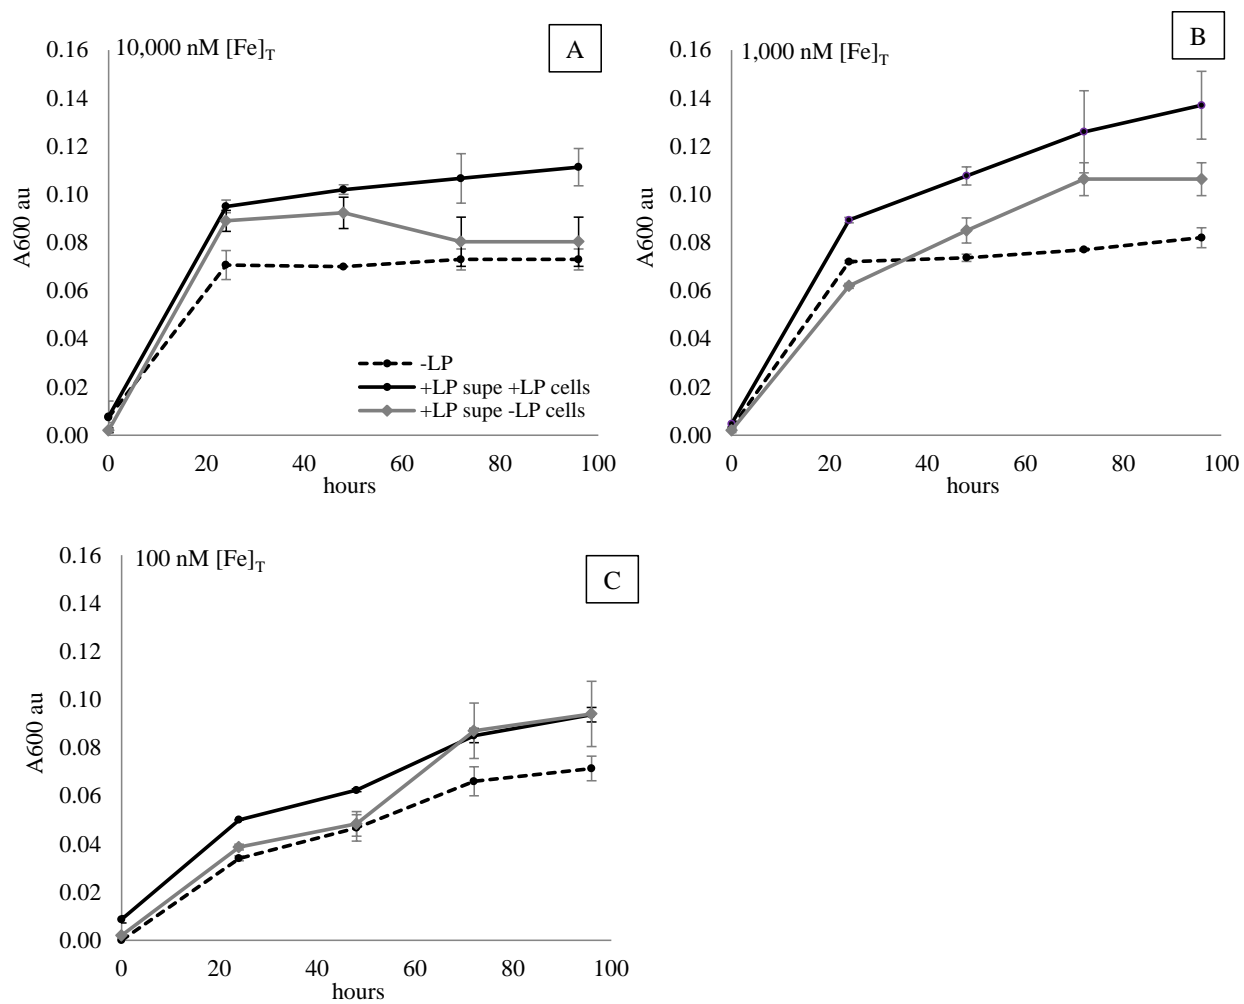 10,000 nM [Fe]T
A
0.16
0.14
0.12
0.10
0.08
0.06
0.04
0.02
0.00
A600 au
-LP
+LP supe +LP cells
+LP supe -LP cells
0 20 40 60 80 100
hours
1,000 nM [Fe]T
B
0.16
0.14
0.12
0.10
0.08
0.06
0.04
0.02
0.00
A600 au
0 20 40 60 80 100
hours
100 nM [Fe]T
C
0.16
0.14
0.12
0.10
0.08
0.06
0.04
0.02
0.00
A600 au
0 20 40 60 80 100
hours